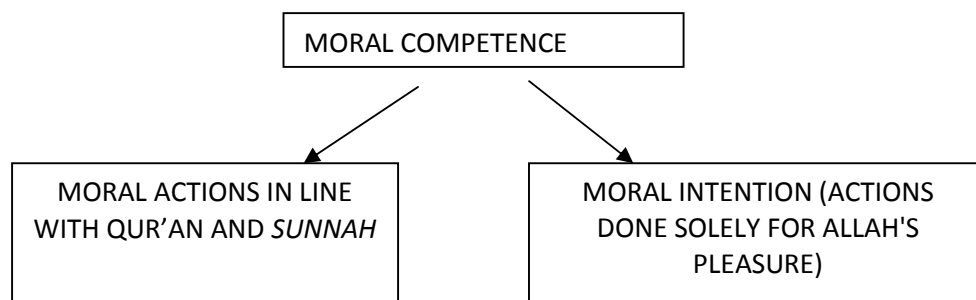 MORAL COMPETENCE
MORAL ACTIONS IN LINE
WITH QUR’AN AND SUNNAH
MORAL INTENTION (ACTIONS
DONE SOLELY FOR ALLAH'S
PLEASURE)